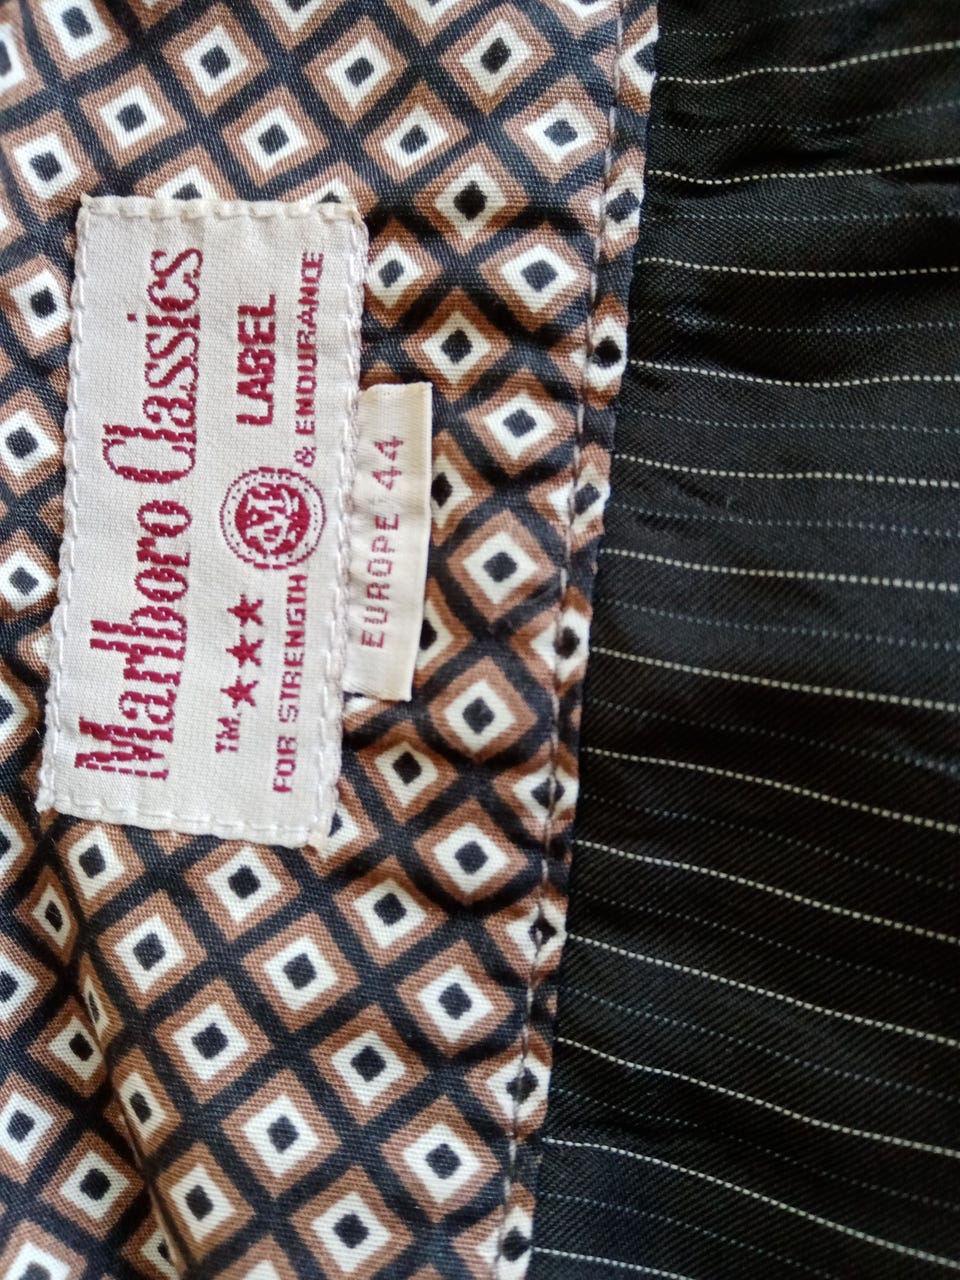 Marlboro Classics
TM. ★★★ LABEL
FOR STRENGTH & ENDURANCE
EUROPE 44